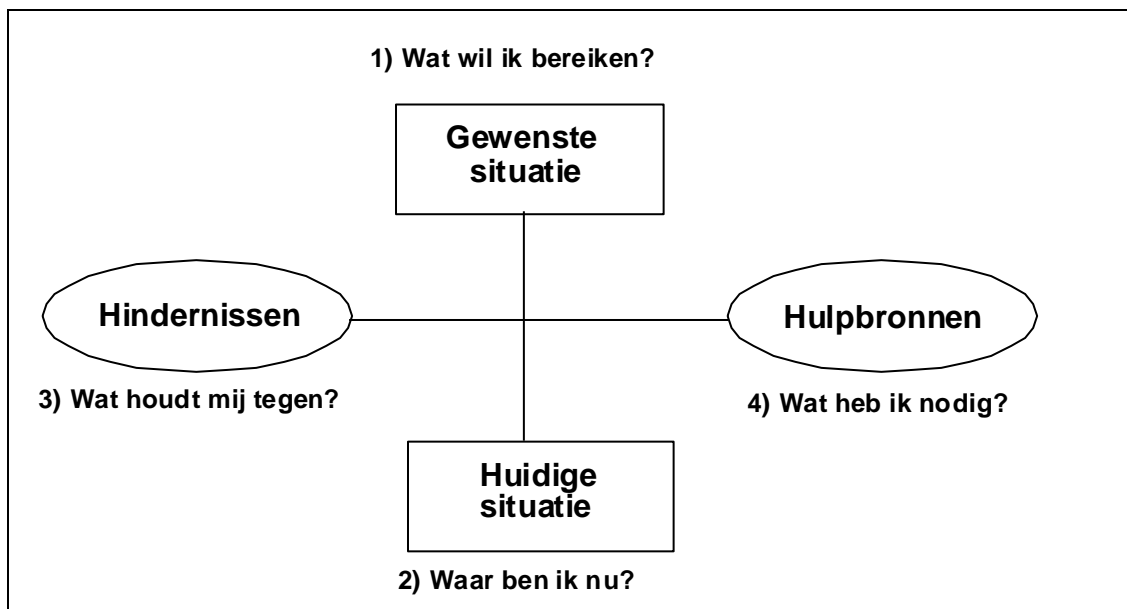 1) Wat wil ik bereiken?
Gewenste
situatie
Hindernissen
Hulpbronnen
3) Wat houdt mij tegen?
4) Wat heb ik nodig?
Huidige
situatie
2) Waar ben ik nu?